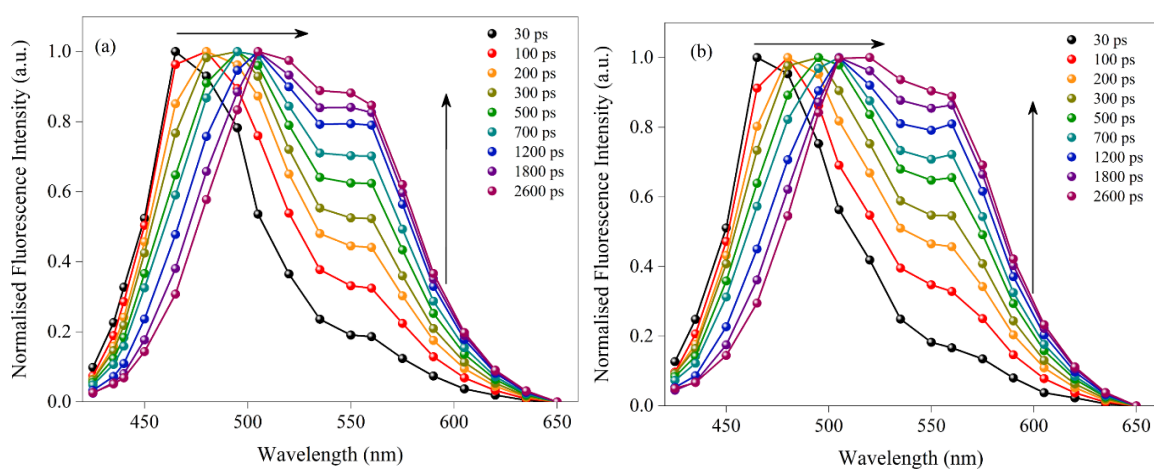 (a)
Normalised Fluorescence Intensity (a.u.)
1.0
0.8
0.6
0.4
0.2
0.0
450
500
550
600
650
Wavelength (nm)
30 ps
100 ps
200 ps
300 ps
500 ps
700 ps
1200 ps
1800 ps
2600 ps
(b)
Normalised Fluorescence Intensity (a.u.)
1.0
0.8
0.6
0.4
0.2
0.0
450
500
550
600
650
Wavelength (nm)
30 ps
100 ps
200 ps
300 ps
500 ps
700 ps
1200 ps
1800 ps
2600 ps